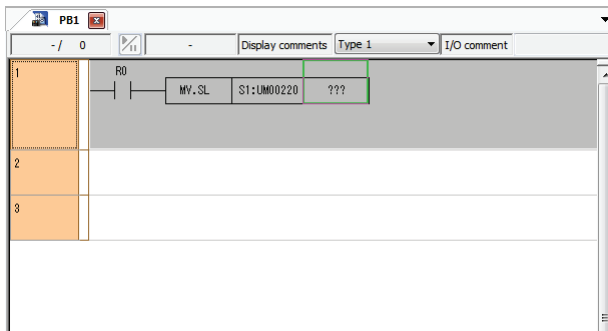 PB1
- / 0 - Display comments Type 1 I/O comment
1
R0
MV.SL S1:UM00220 ???
2
3